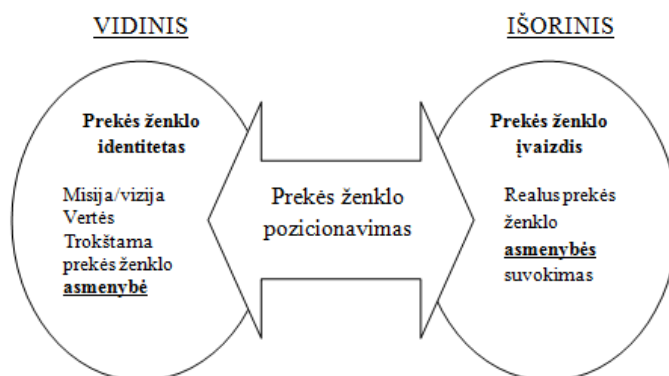 VIDINIS
IŠORINIS
Prekės ženklo
identitetas
Misija/vizija
Vertės
Trokštama
prekės ženklo
asmenybė
Prekės ženklo
pozicionavimas
Prekės ženklo
įvaizdis
Realus prekės
ženklo
asmenybės
suvokimas